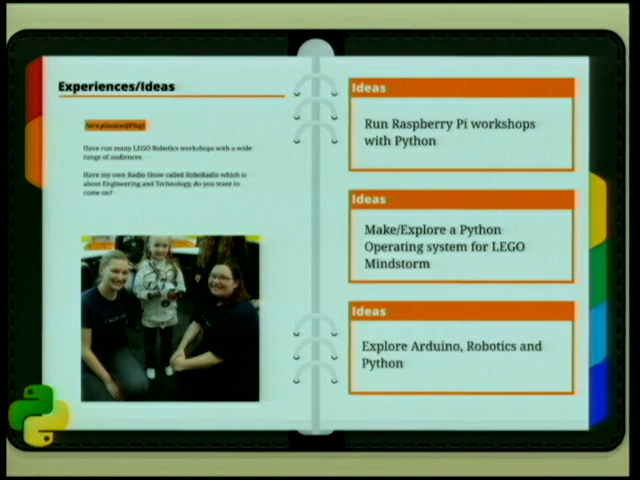 Experiences/Ideas
Have run many LEGO Robotics workshops with a wide
range of audiences
Have my own Radio Show called RoboRadio which is
about Engineering and Technology, do you want to
come on?
Ideas
Run Raspberry Pi workshops
with Python
Ideas
Make/Explore a Python
Operating system for LEGO
Mindstorm
Ideas
Explore Arduino, Robotics and
Python